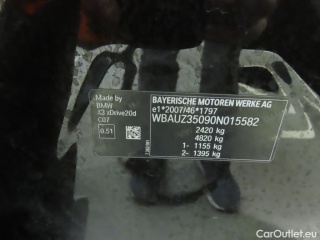 Made by
BMW
X3 xDrive20d
0.51
BAYERISCHE MOTOREN WERKE AG
e1*2007/46*1797
WBAUZ35090N015582
2420 kg
4820 kg
1- 1155 kg
2- 1395 kg
© CarOutlet.eu